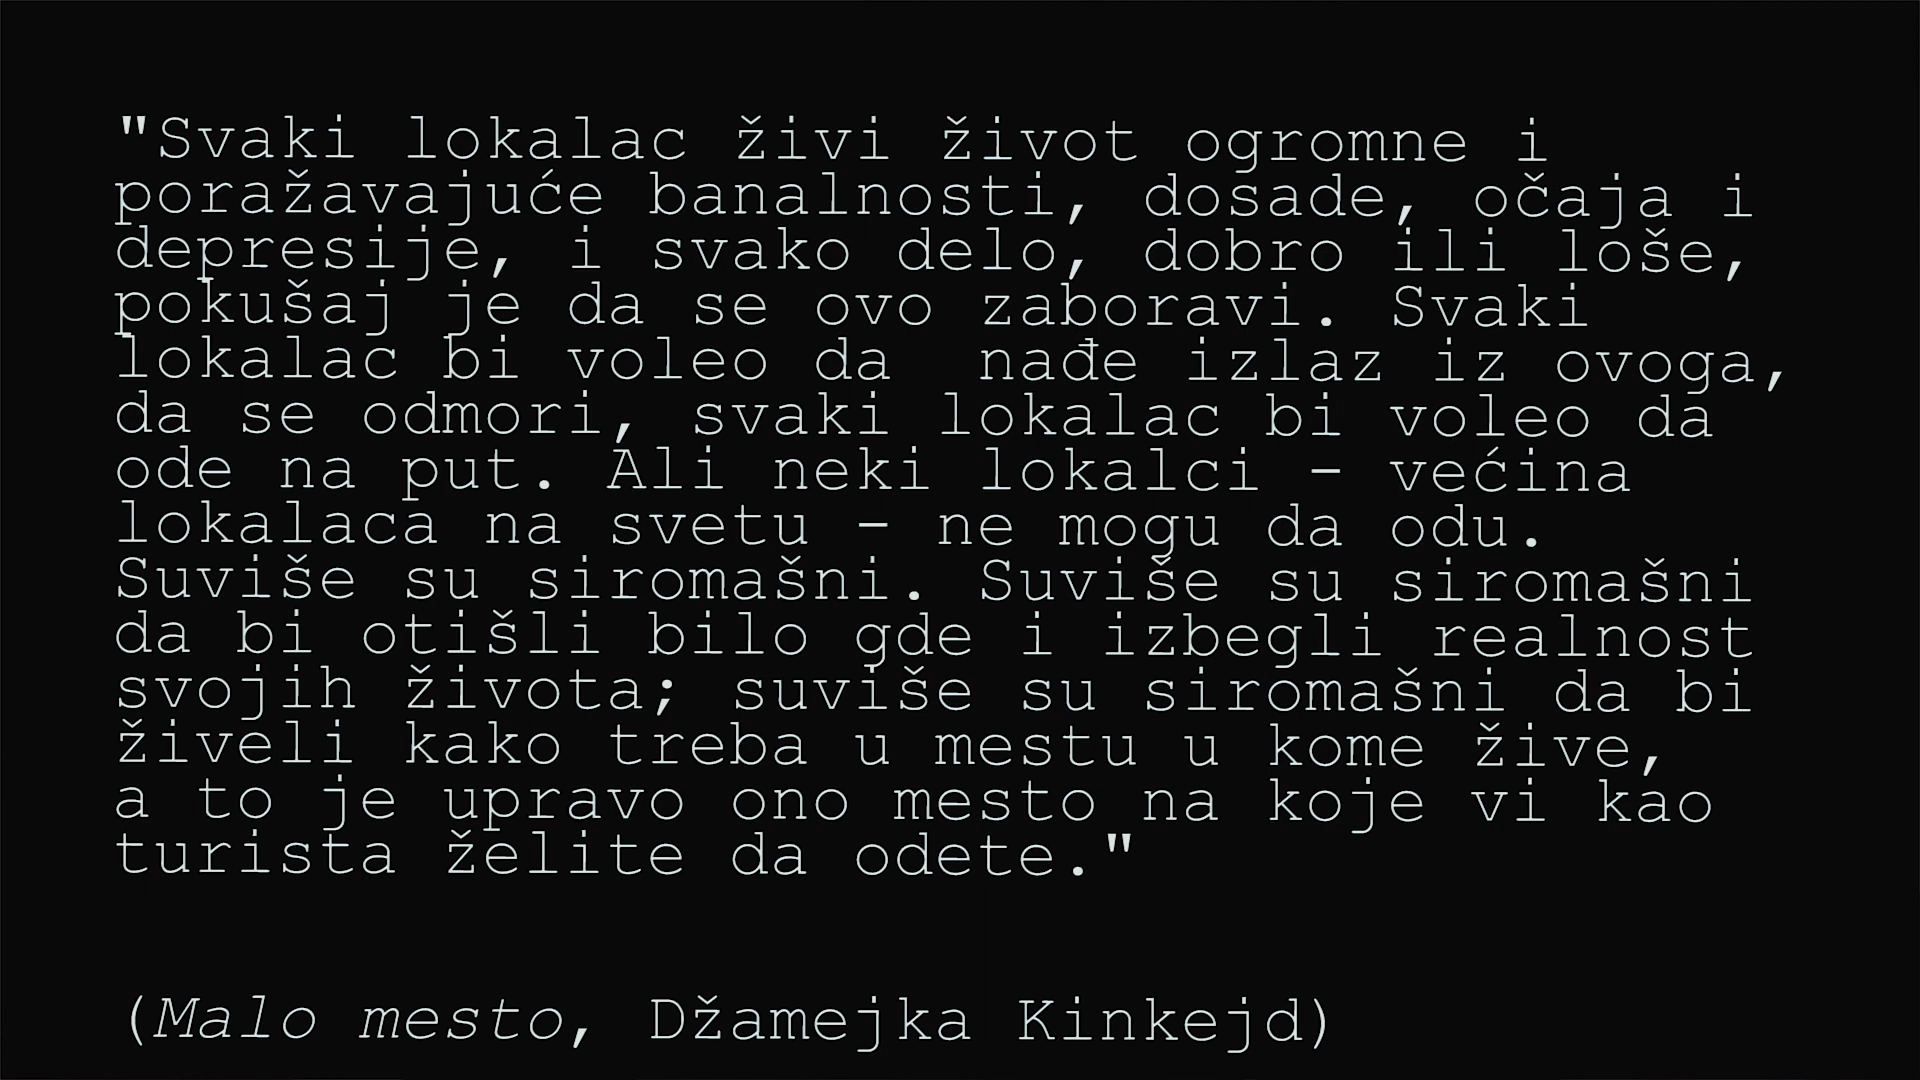 "Svaki lokalac živi život ogromne i
poražavajuće banalnosti, dosade, očaja i
depresije, i svako delo, dobro ili loše,
pokušaj je da se ovo zaboravi. Svaki
lokalac bi voleo da  nađe izlaz iz ovoga,
da se odmori, svaki lokalac bi voleo da
ode na put. Ali neki lokalci – većina
lokalaca na svetu – ne mogu da odu.
Suviše su siromašni. Suviše su siromašni
da bi otišli bilo gde i izbegli realnost
svojih života; suviše su siromašni da bi
živeli kako treba u mestu u kome žive,
a to je upravo ono mesto na koje vi kao
turista želite da odete."
(Malo mesto, Džamejka Kinkejd)